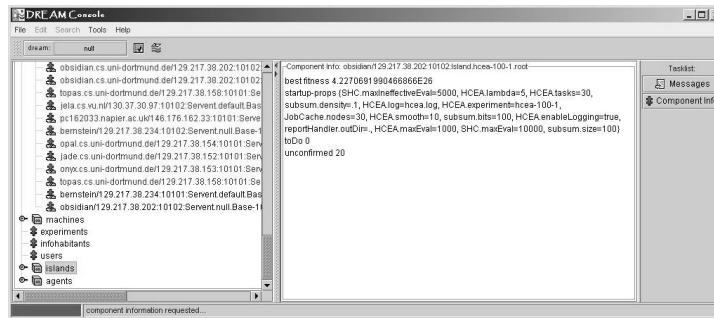 DREAM Console
File Edit Search Tools Help
dream: null
obsidian.cs.uni-dortmund.de/129.217.38.202:10102:
obsidian.cs.uni-dortmund.de/129.217.38.202:10102:
topas.cs.uni-dortmund.de/129.217.38.158:10101:Se
jela.cs.vu.nl/130.37.30.97:10102:Servent.default.Bas
pc162033.napier.ac.uk/146.176.162.33:10101:Serve
bernstein/129.217.38.234:10102:Servent.null.Base-1
opal.cs.uni-dortmund.de/129.217.38.154:10101:Serv
jade.cs.uni-dortmund.de/129.217.38.152:10101:Serv
onyx.cs.uni-dortmund.de/129.217.38.153:10101:Serv
topas.cs.uni-dortmund.de/129.217.38.158:10101:Se
bernstein/129.217.38.234:10101:Servent.default.Bas
obsidian/129.217.38.202:10102:Servent.null.Base-1
machines
experiments
infohabitants
users
islands
agents
Component Info: obsidian/129.217.38.202:10102:Island.hcea-100-1.root
best fitness 4.2270691990466866E26
startup-props {SHC.maxIneffectiveEval=5000, HCEA.lambda=5, HCEA.tasks=30,
subsum.density=.1, HCEA.log=hcea.log, HCEA.experiment=hcea-100-1,
JobCache.nodes=30, HCEA.smooth=10, subsum.bits=100, HCEA.enableLogging=true,
reportHandler.outDir=., HCEA.maxEval=1000, SHC.maxEval=10000, subsum.size=100}
toDo 0
unconfirmed 20
Tasklist:
Messages
Component Inf
component information requested...